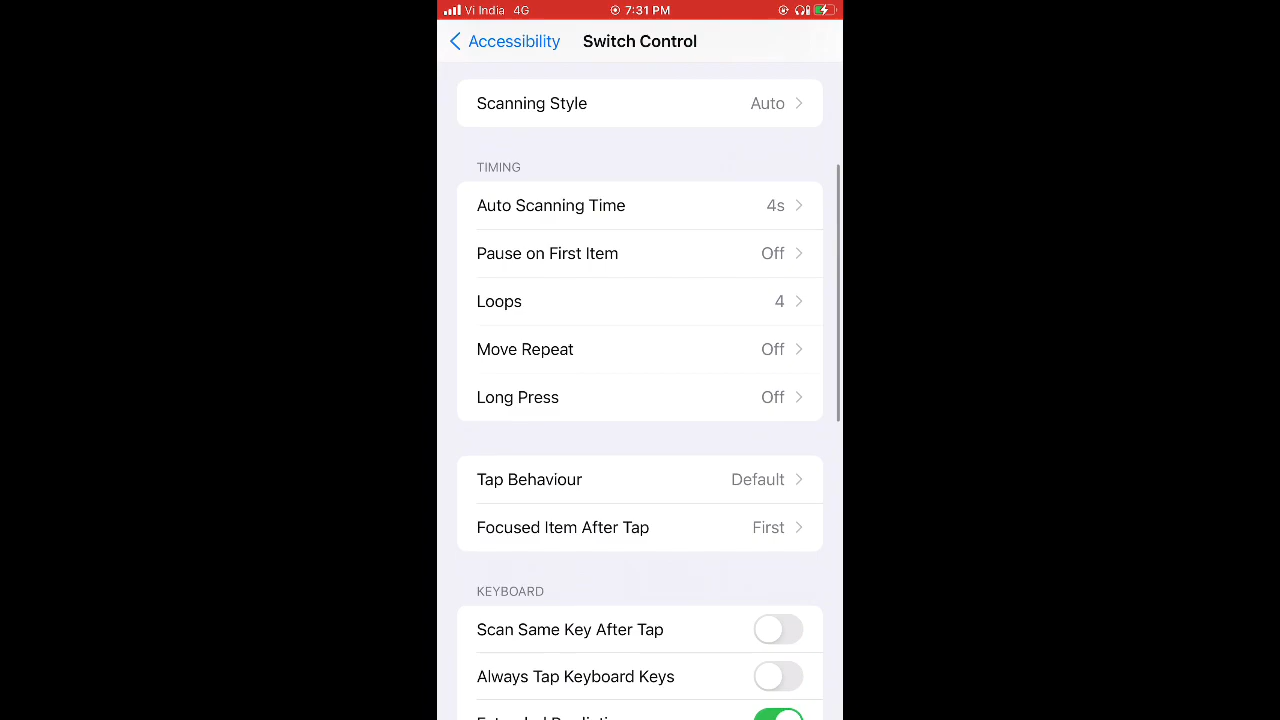 Vi India 4G 7:31 PM
Accessibility Switch Control
Scanning Style Auto
TIMING
Auto Scanning Time 4s
Pause on First Item Off
Loops 4
Move Repeat Off
Long Press Off
Tap Behaviour Default
Focused Item After Tap First
KEYBOARD
Scan Same Key After Tap
Always Tap Keyboard Keys